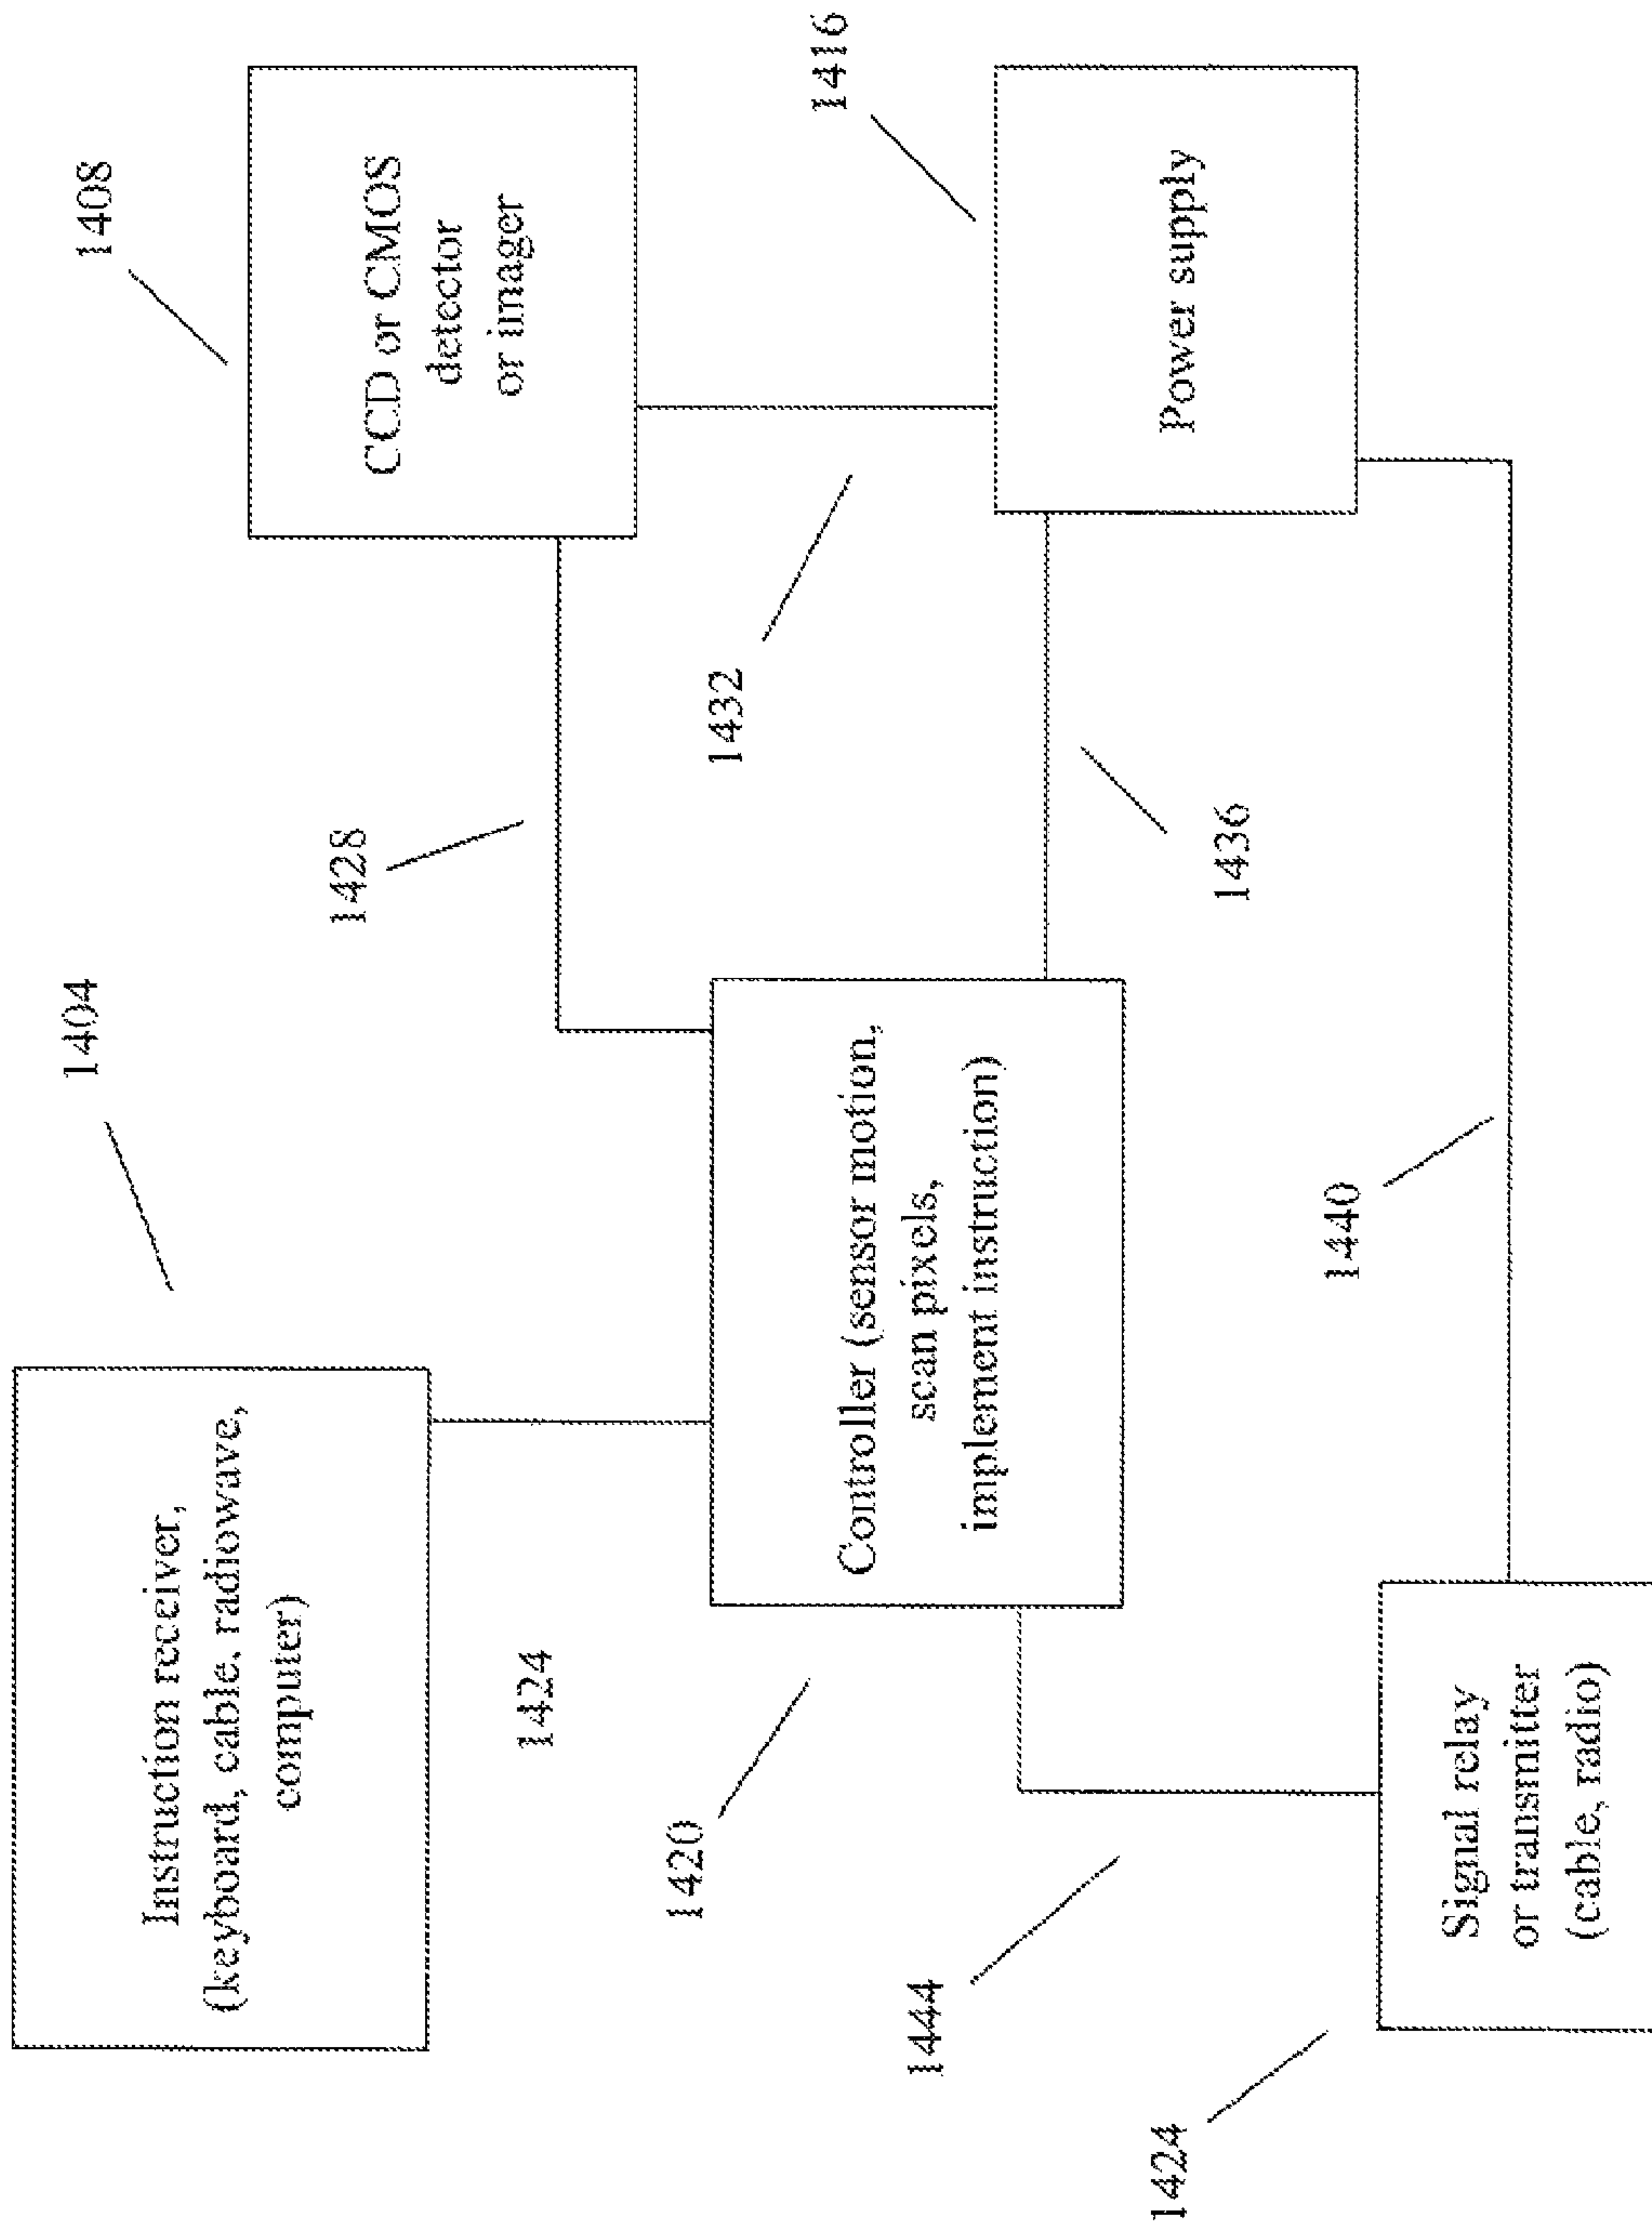 1404
Instruction receiver,
(keyboard, cable, radiowave,
computer)
1408
CCD or CMOS
detector
or imager
1424
1428
1420
Controller (sensor motion,
scan pixels,
implement instruction)
1432
1416
Power supply
1436
1444
1440
1424
Signal relay
or transmitter
(cable, radio)